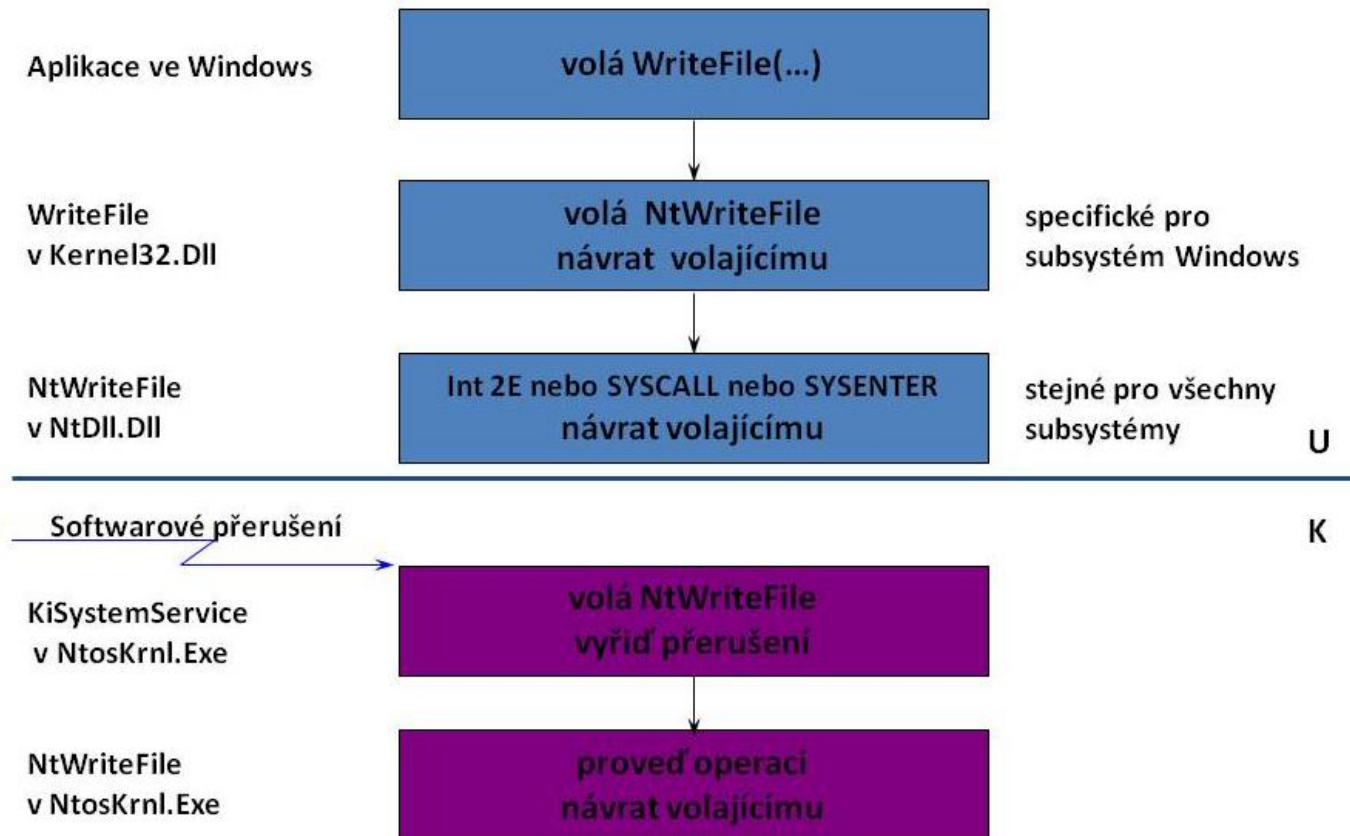 Aplikace ve Windows
volá WriteFile(...)
WriteFile
v Kernel32.Dll
volá NtWriteFile
návrat volajícímu
specifické pro
subsystém Windows
NtWriteFile
v NtDll.Dll
Int 2E nebo SYSCALL nebo SYSENTER
návrat volajícímu
stejné pro všechny
subsystémy
U
Softwarové přerušení
K
KiSystemService
v NtosKrnl.Exe
volá NtWriteFile
vyřiď přerušení
NtWriteFile
v NtosKrnl.Exe
proveď operaci
návrat volajícímu